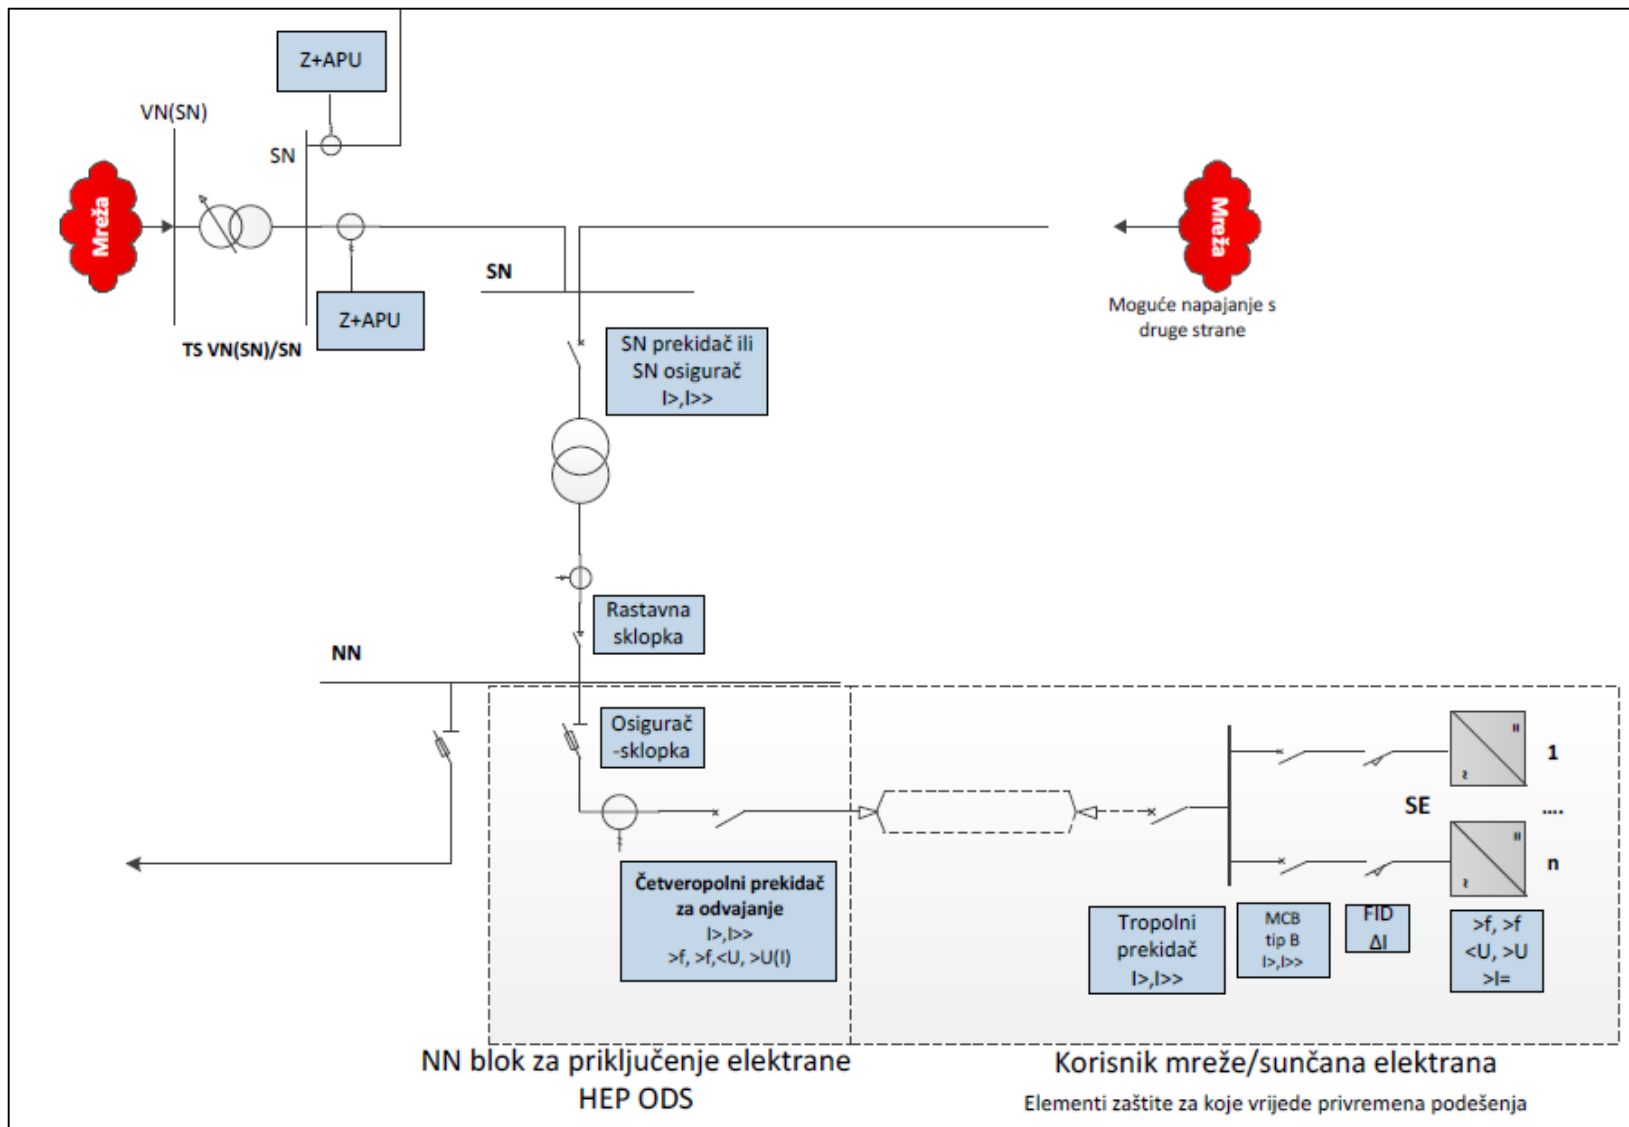 Z+APU
VN(SN)
SN
Mreža
Mreža
SN
Z+APU
TS VN(SN)/SN
Moguće napajanje s
druge strane
SN prekidač ili
SN osigurač
I>,I>>
Rastavna
sklopka
NN
Osigurač
-sklopka
1
SE
....
n
Četveropolni prekidač
za odvajanje
I>,I>>
>f, >f,<U, >U(I)
Tropolni
prekidač
I>,I>>
MCB
tip B
I>,I>>
FID
ΔI
>f, >f
<U, >U
>I=
NN blok za priključenje elektrane
HEP ODS
Korisnik mreže/sunčana elektrana
Elementi zaštite za koje vrijede privremena podešenja